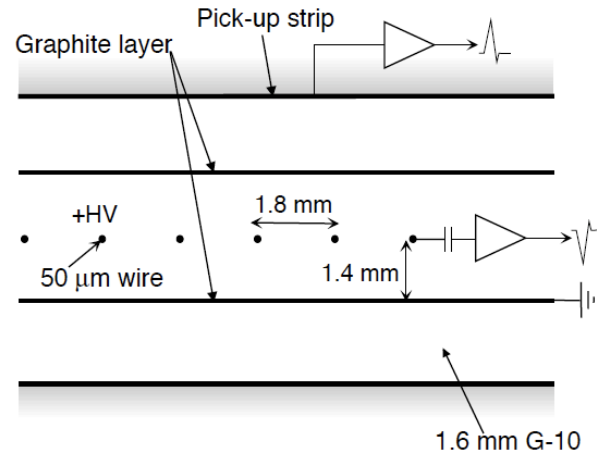 Pick-up strip
Graphite layer
+HV
1.8 mm
50 μm wire
1.4 mm
1.6 mm G-10